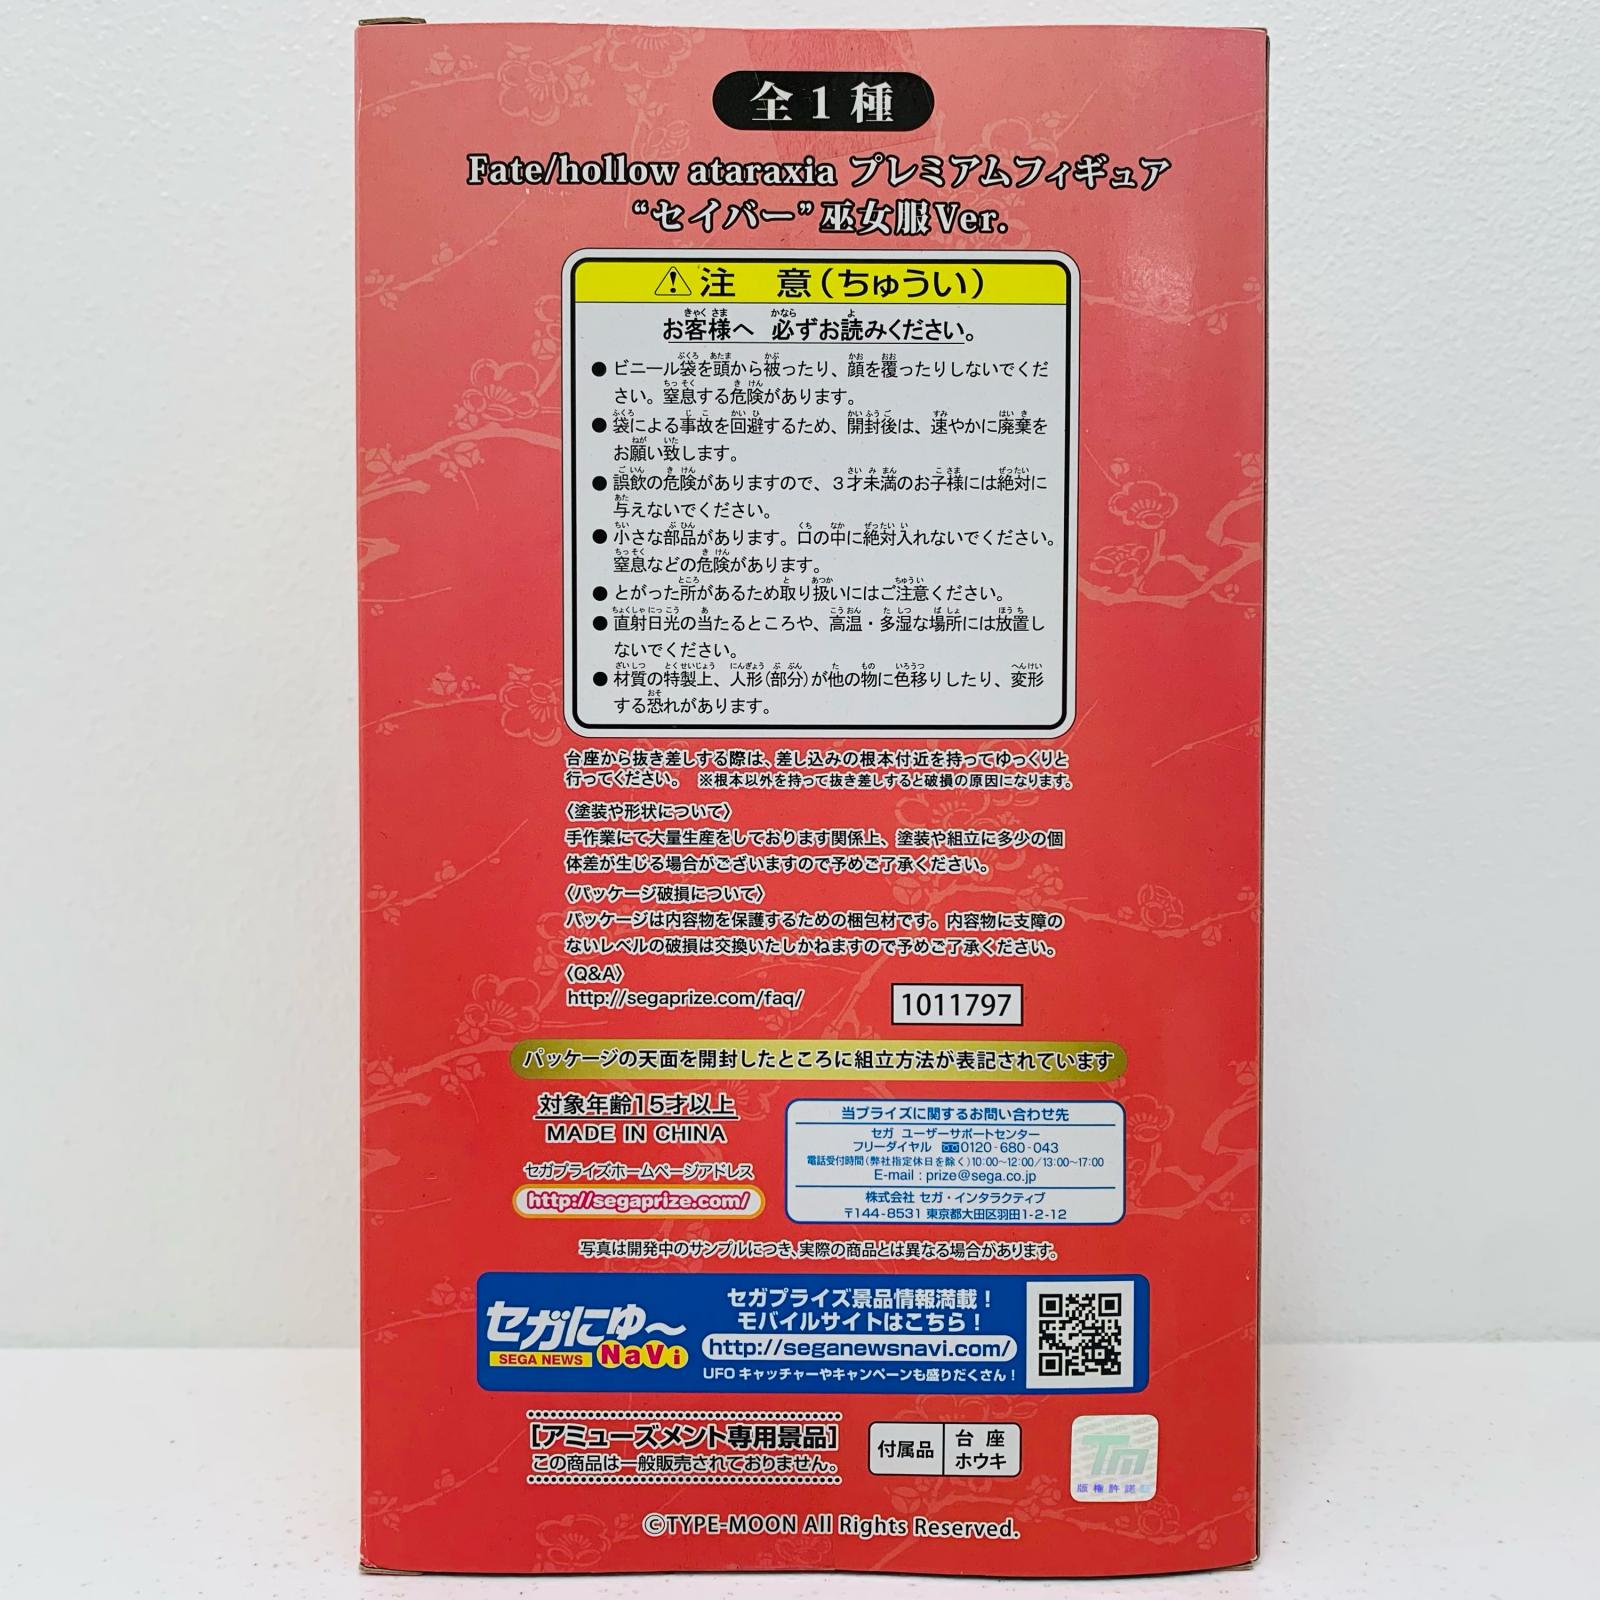 全1種
Fate/hollow ataraxia プレミアムフィギュア
“セイバー”巫女服Ver.
⚠注 意(ちゅうい)
お客様へ 必ずお読みください。
●ビニール袋を頭から被ったり、顔を覆ったりしないでくだ
さい。窒息する危険があります。
●袋による事故を回避するため、開封後は、速やかに廃棄を
お願い致します。
●誤飲の危険がありますので、3才未満のお子様には絶対に
与えないでください。
●小さな部品があります。口の中に絶対入れないでください。
窒息などの危険があります。
●とがった所があるため取り扱いにはご注意ください。
●直射日光の当たるところや、高温・多湿な場所には放置し
ないでください。
●材質の特製上、人形(部分)が他の物に色移りしたり、変形
する恐れがあります。
台座から抜き差しする際は、差し込みの根本付近を持ってゆっくりと
行ってください。 ※根本以外を持って抜き差しすると破損の原因になります。
〈塗装や形状について〉
手作業にて大量生産をしております関係上、塗装や組立に多少の個
体差が生じる場合がございますので予めご了承ください。
〈パッケージ破損について〉
パッケージは内容物を保護するための梱包材です。内容物に支障の
ないレベルの破損は交換いたしかねますので予めご了承ください。
〈Q&A〉
http://segaprize.com/faq/
1011797
パッケージの天面を開封したところに組立方法が表記されています
対象年齢15才以上
MADE IN CHINA
セガプライズホームページアドレス
http://segaprize.com/
当プライズに関するお問い合わせ先
セガ ユーザーサポートセンター
フリーダイヤル 0120-680-043
電話受付時間(弊社指定休日を除く)10:00~12:00/13:00~17:00
E-mail : prize@sega.co.jp
株式会社 セガ・インタラクティブ
〒144-8531 東京都大田区羽田1-2-12
写真は開発中のサンプルにつき、実際の商品とは異なる場合があります。
セガにゅ~
SEGA NEWS NaVi
セガプライズ景品情報満載!
モバイルサイトはこちら!
http://seganewsnavi.com/
UFOキャッチャーやキャンペーンも盛りだくさん!
[アミューズメント専用景品]
この商品は一般販売されておりません。
付属品
台座
ホウキ
TM
版権許諾
©TYPE-MOON All Rights Reserved.